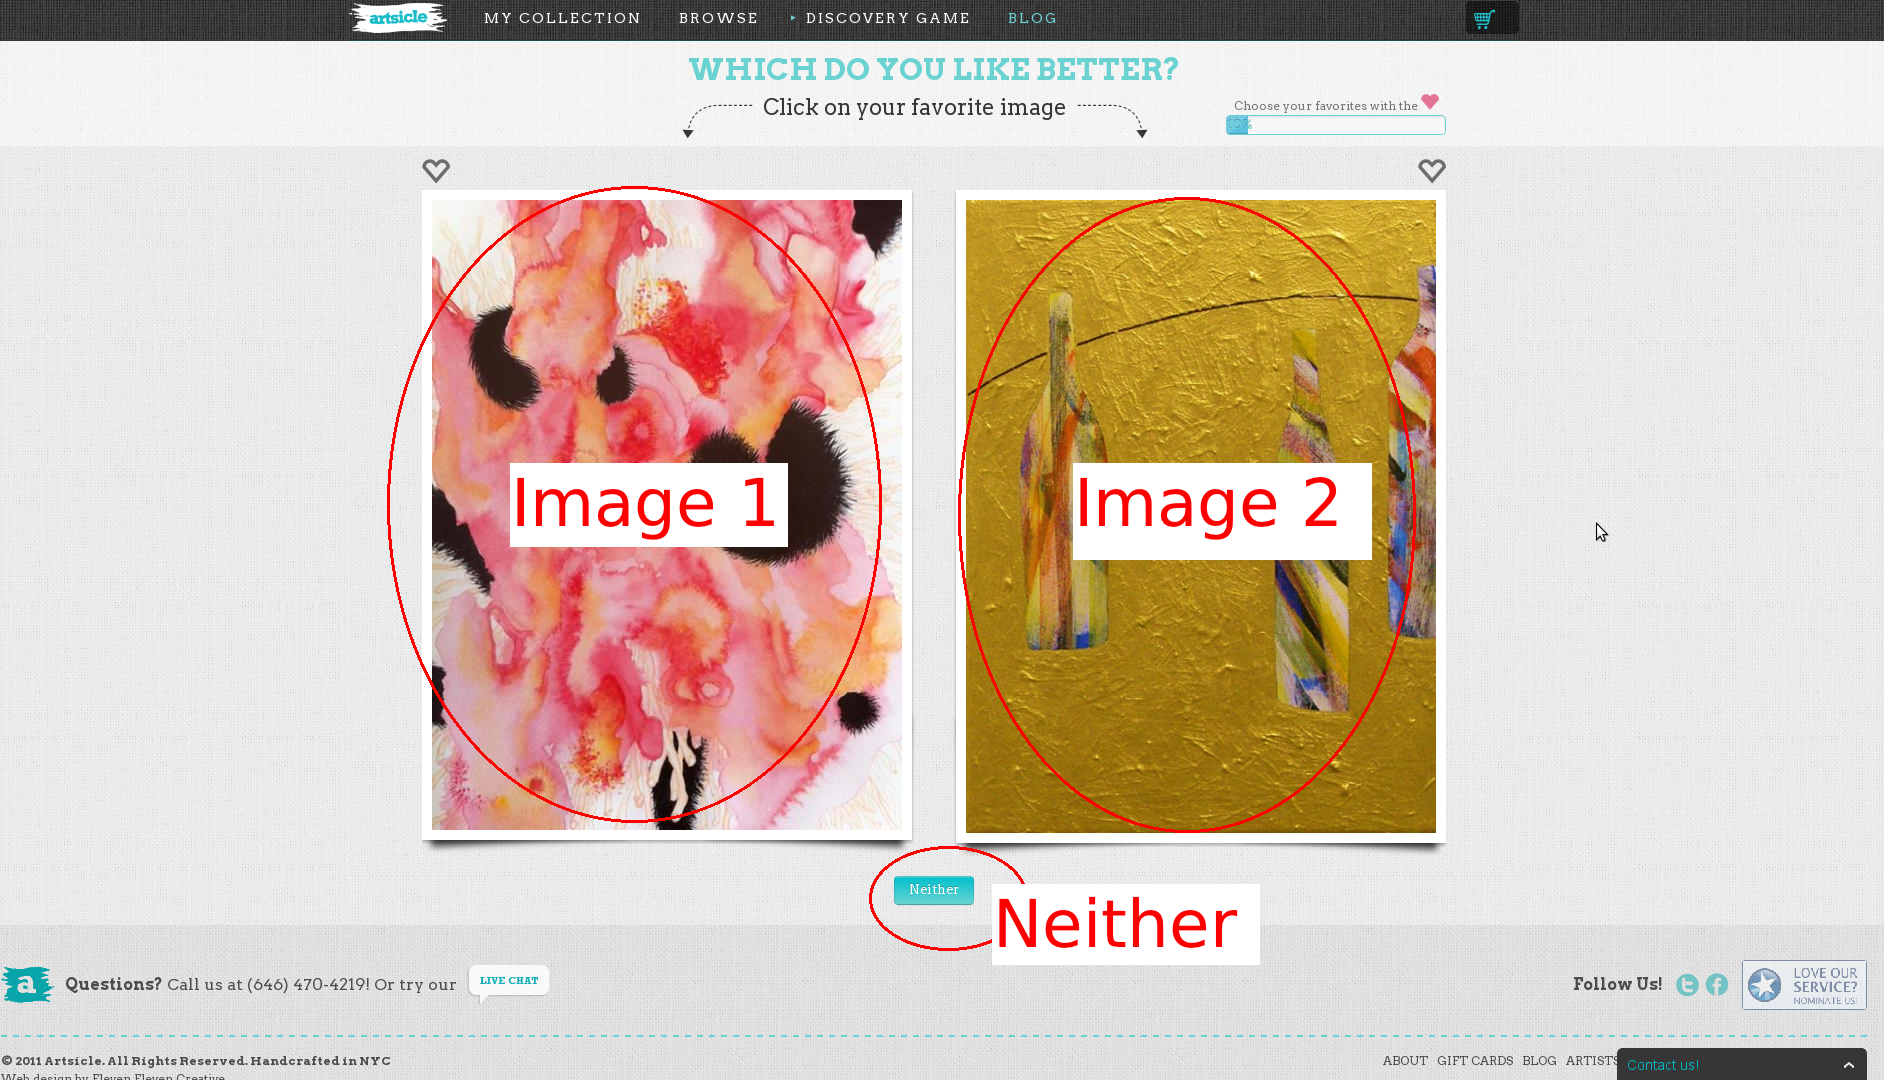 artsicle
MY COLLECTION BROWSE DISCOVERY GAME BLOG
WHICH DO YOU LIKE BETTER?
Click on your favorite image
Choose your favorites with the
10%
Image 1
Image 2
Neither
Neither
a Questions? Call us at (646) 470-4219! Or try our LIVE CHAT
Follow Us! t f
LOVE OUR
SERVICE?
NOMINATE US!
© 2011 Artsicle. All Rights Reserved. Handcrafted in NYC
ABOUT GIFT CARDS BLOG ARTISTS
Contact us!
Web design by Eleven Eleven Creative